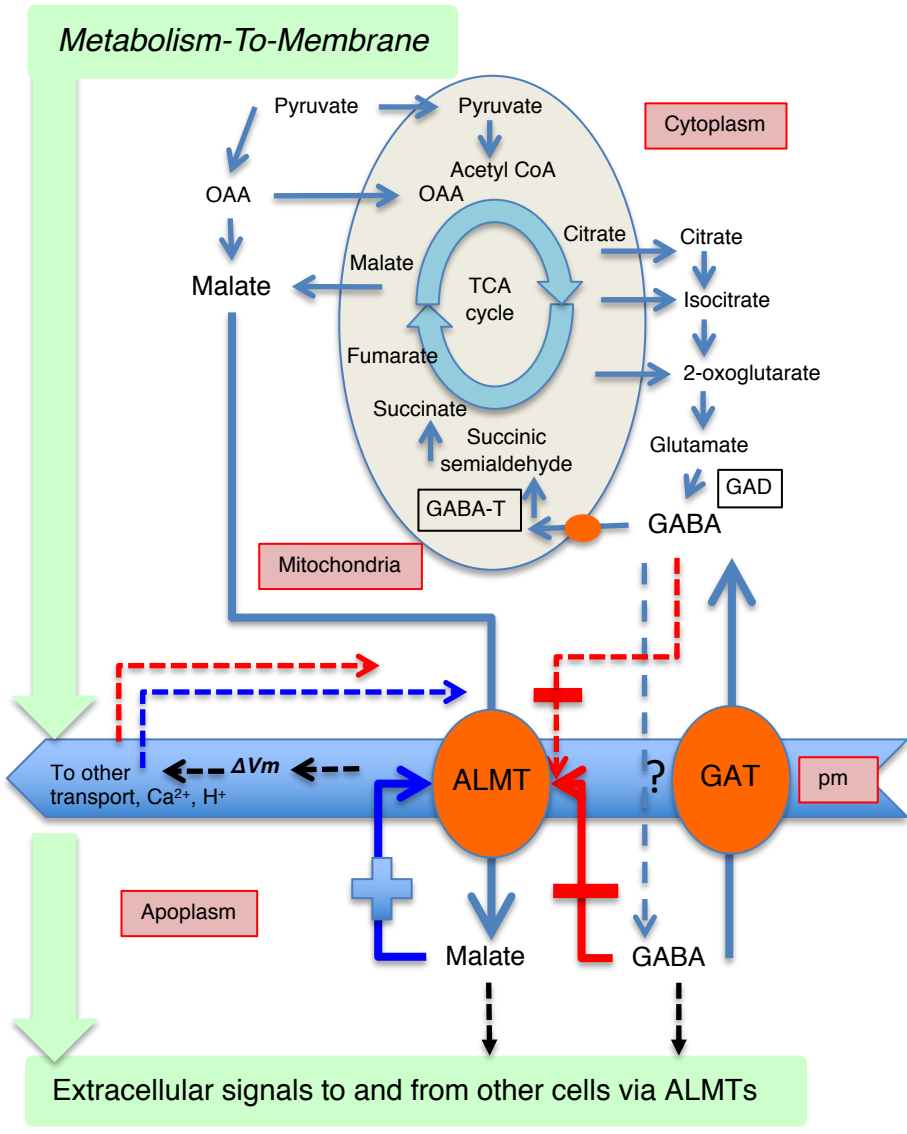 Metabolism-To-Membrane
Pyruvate
Pyruvate
Cytoplasm
Acetyl CoA
OAA
OAA
Citrate
Citrate
Malate
Malate
TCA
cycle
Isocitrate
Fumarate
2-oxoglutarate
Succinate
Succinic
semialdehyde
Glutamate
GAD
GABA-T
GABA
Mitochondria
To other
transport, Ca²⁺, H⁺
ΔVm
ALMT
?
GAT
pm
Apoplasm
Malate
GABA
Extracellular signals to and from other cells via ALMTs